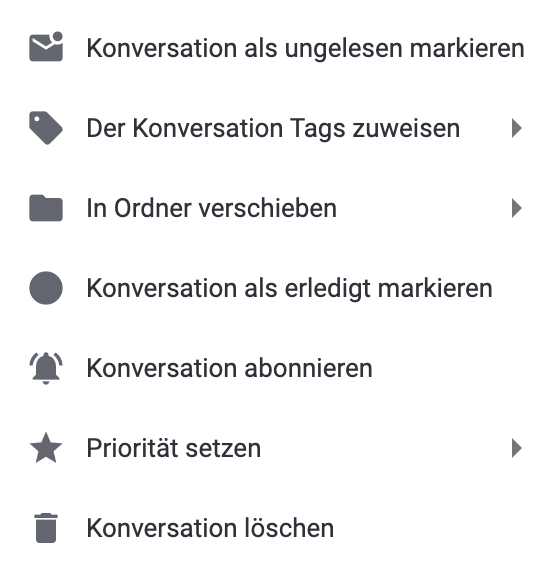 Konversation als ungelesen markieren
Der Konversation Tags zuweisen
In Ordner verschieben
Konversation als erledigt markieren
Konversation abonnieren
Priorität setzen
Konversation löschen